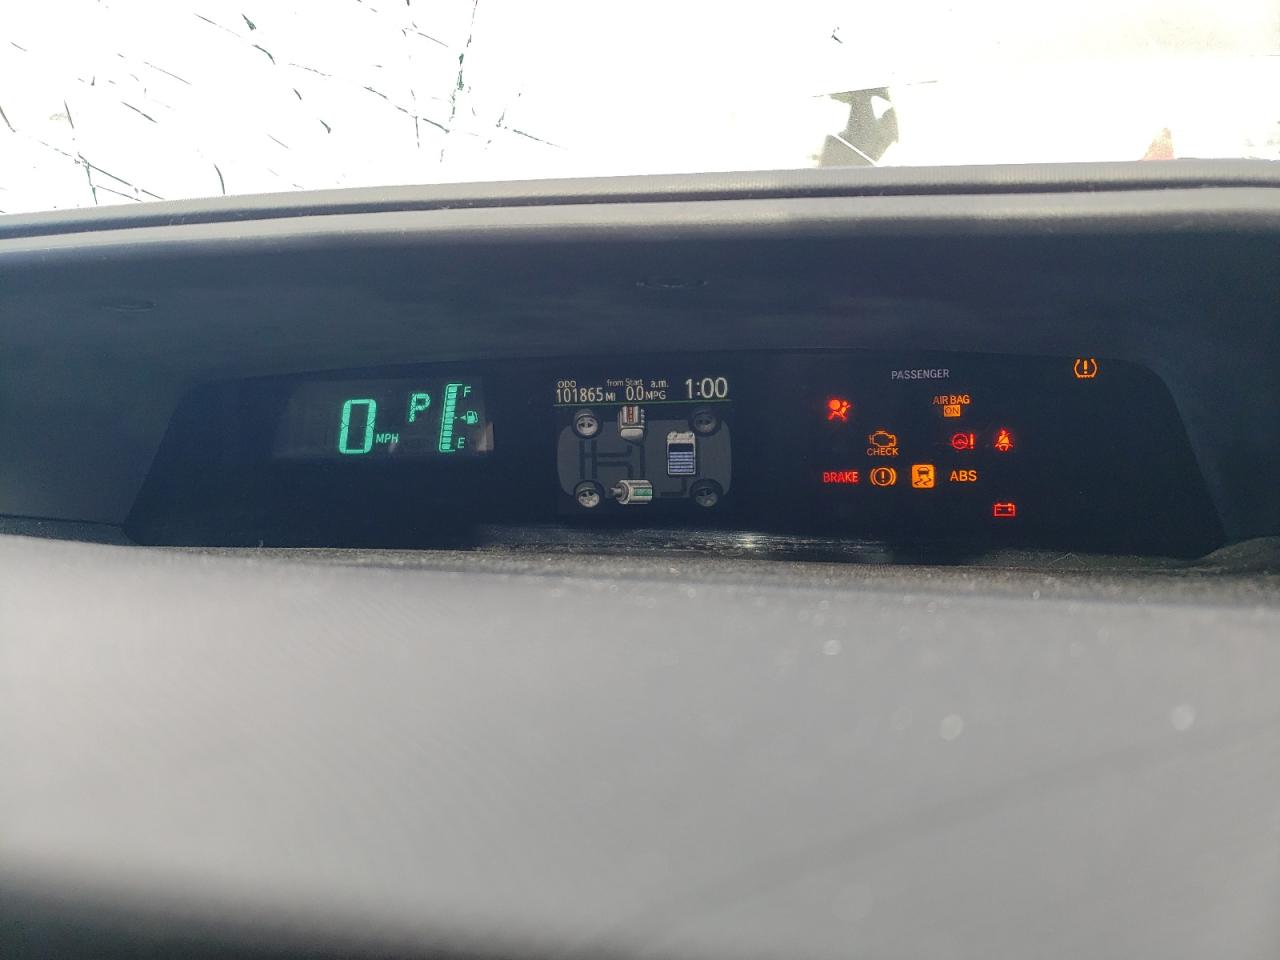 0 MPH P F
E
ODO from Start a.m. 1:00
101865 MI 0.0 MPG
PASSENGER
AIR BAG
ON
CHECK
BRAKE ABS